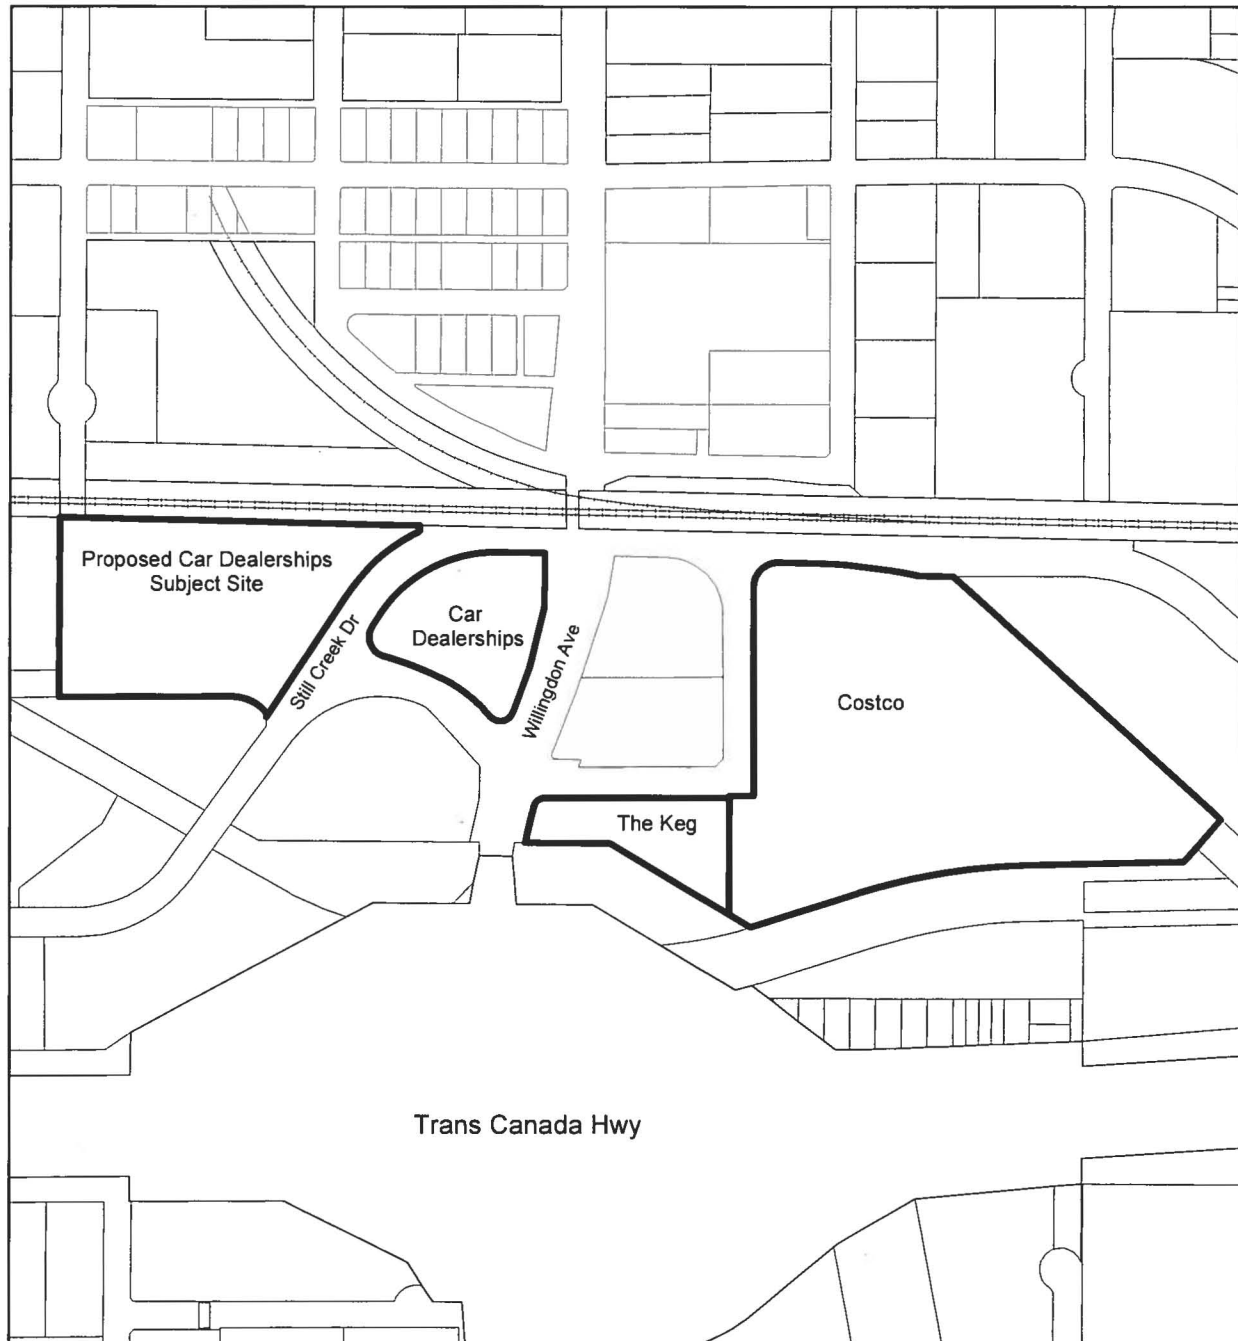 Proposed Car Dealerships
Subject Site
Car
Dealerships
Still Creek Dr
Willingdon Ave
Costco
The Keg
Trans Canada Hwy